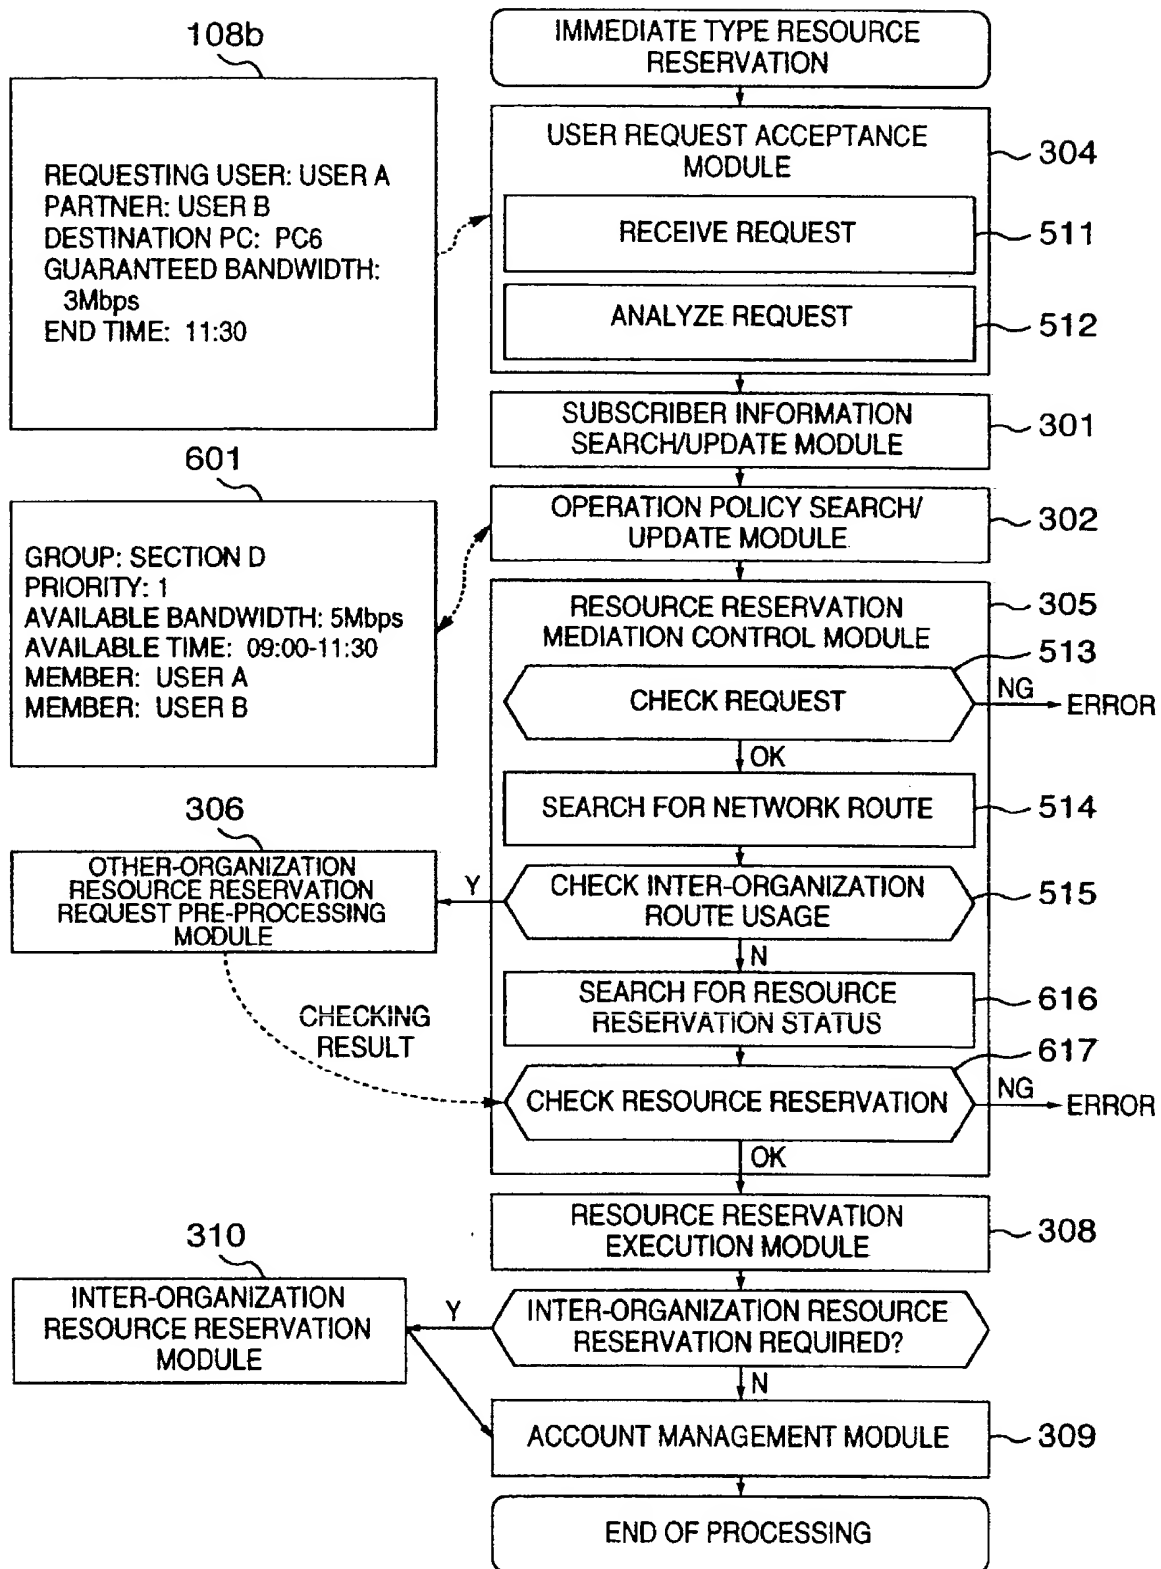 IMMEDIATE TYPE RESOURCE
RESERVATION
108b
REQUESTING USER: USER A
PARTNER: USER B
DESTINATION PC: PC6
GUARANTEED BANDWIDTH:
3Mbps
END TIME: 11:30
USER REQUEST ACCEPTANCE
MODULE
304
RECEIVE REQUEST
511
ANALYZE REQUEST
512
SUBSCRIBER INFORMATION
SEARCH/UPDATE MODULE
301
601
GROUP: SECTION D
PRIORITY: 1
AVAILABLE BANDWIDTH: 5Mbps
AVAILABLE TIME: 09:00-11:30
MEMBER: USER A
MEMBER: USER B
OPERATION POLICY SEARCH/
UPDATE MODULE
302
RESOURCE RESERVATION
MEDIATION CONTROL MODULE
305
513
CHECK REQUEST
NG
ERROR
OK
SEARCH FOR NETWORK ROUTE
514
306
OTHER-ORGANIZATION
RESOURCE RESERVATION
REQUEST PRE-PROCESSING
MODULE
Y
CHECK INTER-ORGANIZATION
ROUTE USAGE
515
N
SEARCH FOR RESOURCE
RESERVATION STATUS
616
CHECKING
RESULT
617
CHECK RESOURCE RESERVATION
NG
ERROR
OK
RESOURCE RESERVATION
EXECUTION MODULE
308
310
INTER-ORGANIZATION
RESOURCE RESERVATION
MODULE
Y
INTER-ORGANIZATION RESOURCE
RESERVATION REQUIRED?
N
ACCOUNT MANAGEMENT MODULE
309
END OF PROCESSING